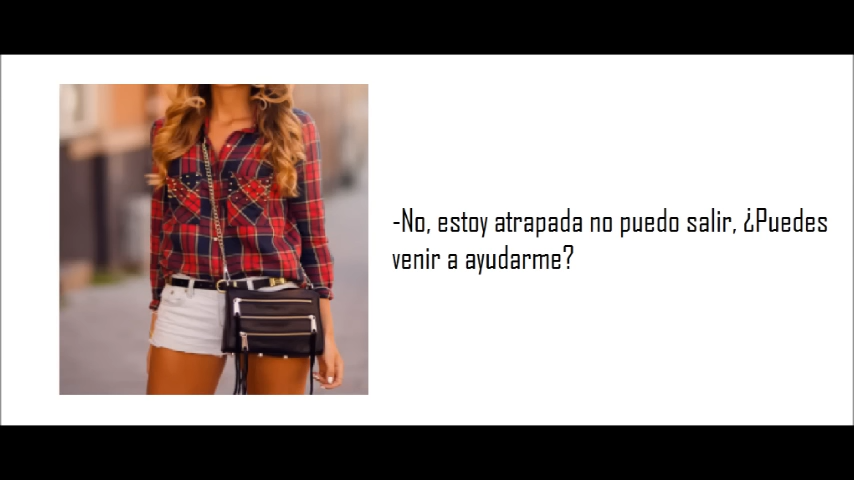 -No, estoy atrapada no puedo salir, ¿Puedes
venir a ayudarme?